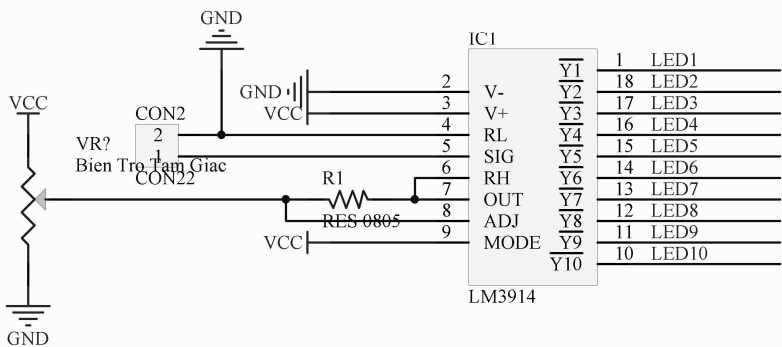 GND
IC1
1 LED1
Y1
2 V- Y2 18 LED2
GND
3 V+ Y3 17 LED3
VCC
VCC
CON2
2
4 RL Y4 16 LED4
VR?
1
5 SIG Y5 15 LED5
Bien Tro Tam Giac
CON22
6 RH Y6 14 LED6
R1
7 OUT Y7 13 LED7
RES 0805
8 ADJ Y8 12 LED8
VCC
9 MODE Y9 11 LED9
Y10 10 LED10
LM3914
GND